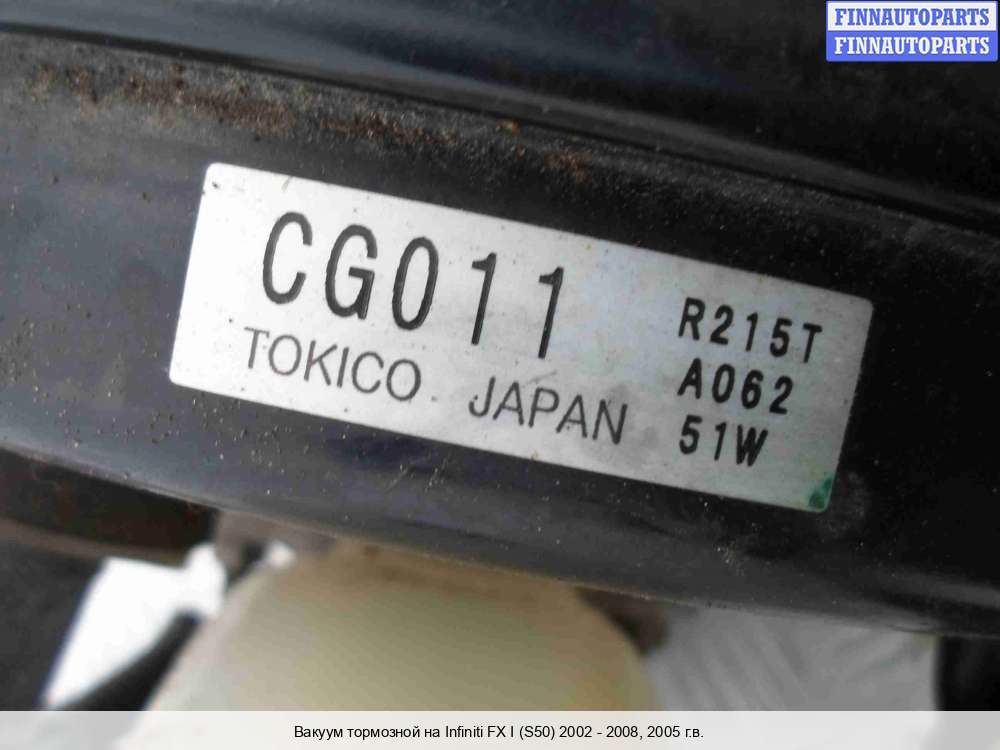 FINNAUTOPARTS
FINNAUTOPARTS
CG011
R215T
TOKICO JAPAN
A062
51W
Вакуум тормозной на Infiniti FX I (S50) 2002 - 2008, 2005 г.в.